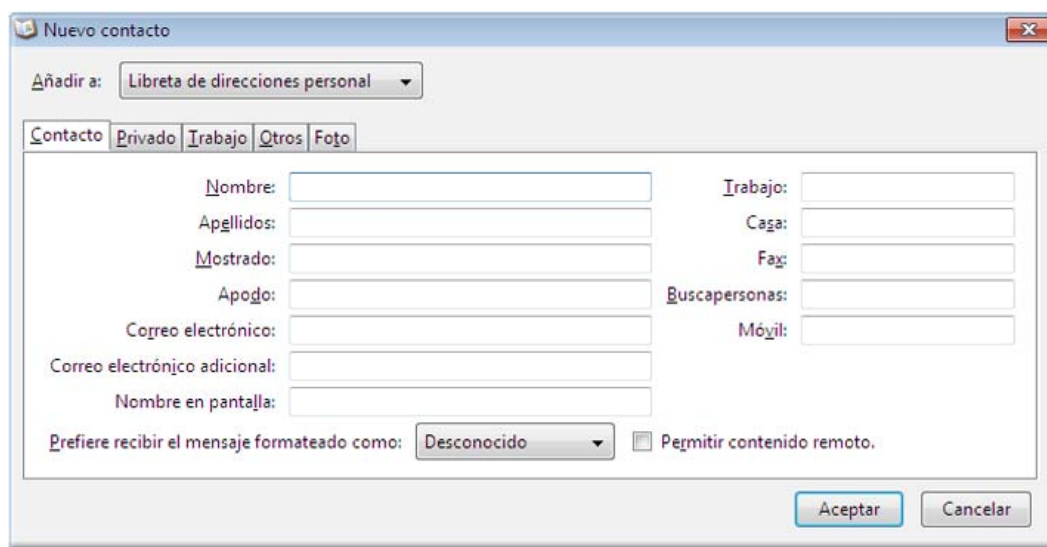 Nuevo contacto
Añadir a: Libreta de direcciones personal
Contacto Privado Trabajo Otros Foto
Nombre: Trabajo:
Apellidos: Casa:
Mostrado: Fax:
Apodo: Buscapersonas:
Correo electrónico: Móvil:
Correo electrónico adicional:
Nombre en pantalla:
Prefiere recibir el mensaje formateado como: Desconocido Permitir contenido remoto.
Aceptar Cancelar